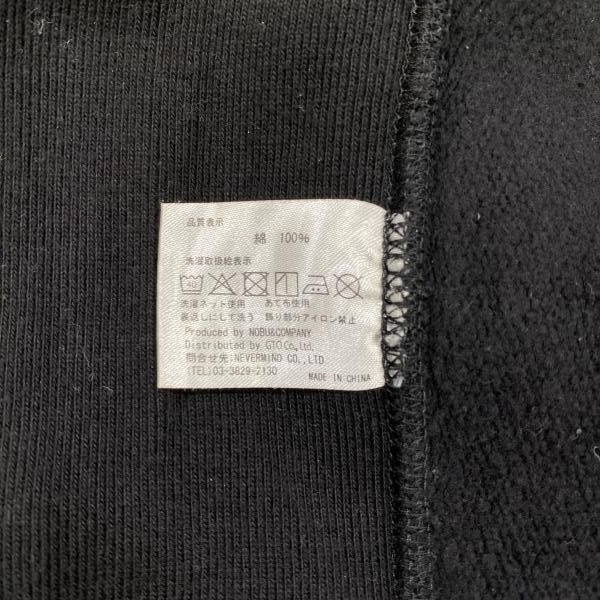 品質表示
綿 100%
洗濯取扱絵表示
40
洗濯ネット使用 あて布使用
裏返しにして洗う 飾り部分アイロン禁止
Produced by NOBU&COMPANY
Distributed by GTO Co,.ltd.
問合せ先:NEVERMIND CO.,LTD
(TEL)03-3829-2130
MADE IN CHINA